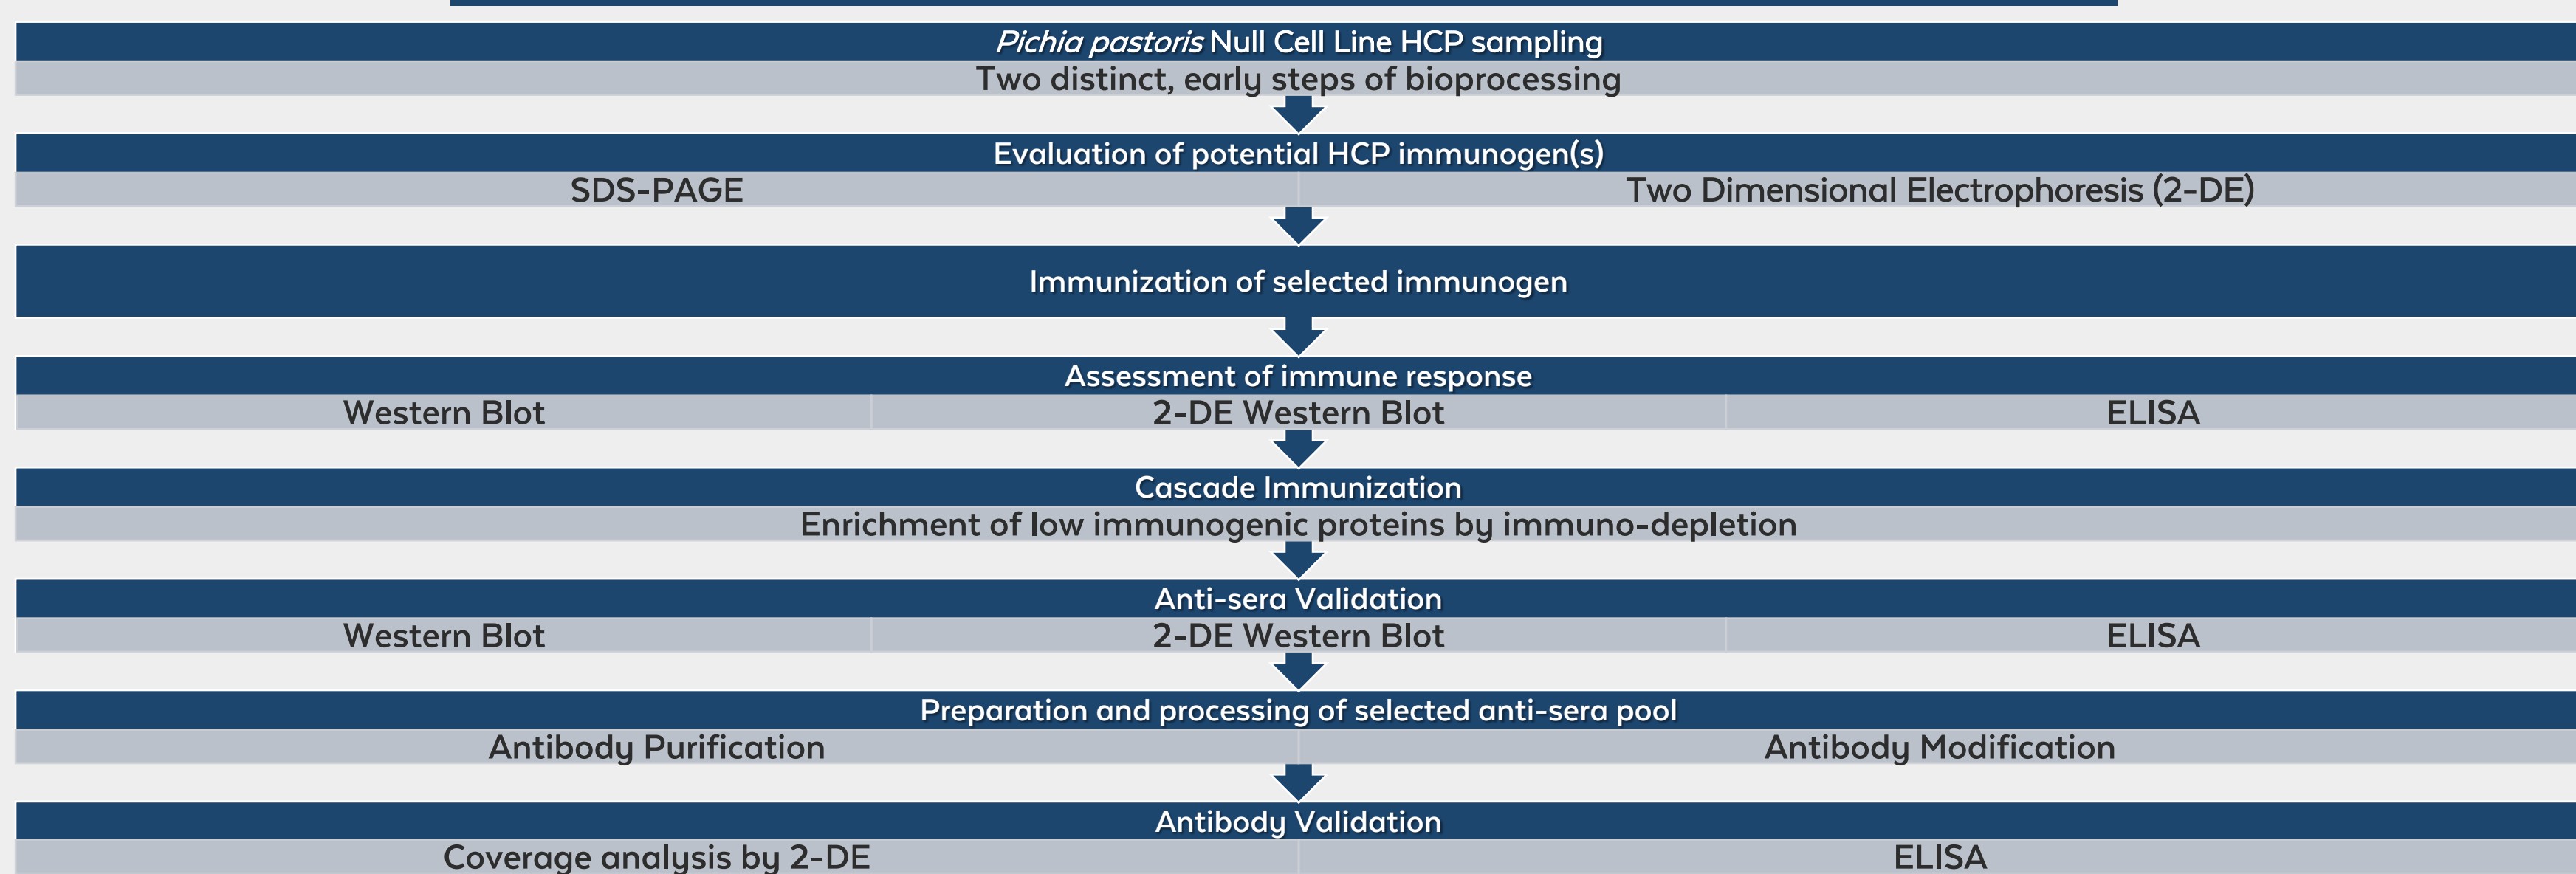 Pichia pastoris Null Cell Line HCP sampling
Two distinct, early steps of bioprocessing
Evaluation of potential HCP immunogen(s)
SDS-PAGE
Two Dimensional Electrophoresis (2-DE)
Immunization of selected immunogen
Assessment of immune response
Western Blot
2-DE Western Blot
ELISA
Cascade Immunization
Enrichment of low immunogenic proteins by immuno-depletion
Anti-sera Validation
Western Blot
2-DE Western Blot
ELISA
Preparation and processing of selected anti-sera pool
Antibody Purification
Antibody Modification
Antibody Validation
Coverage analysis by 2-DE
ELISA